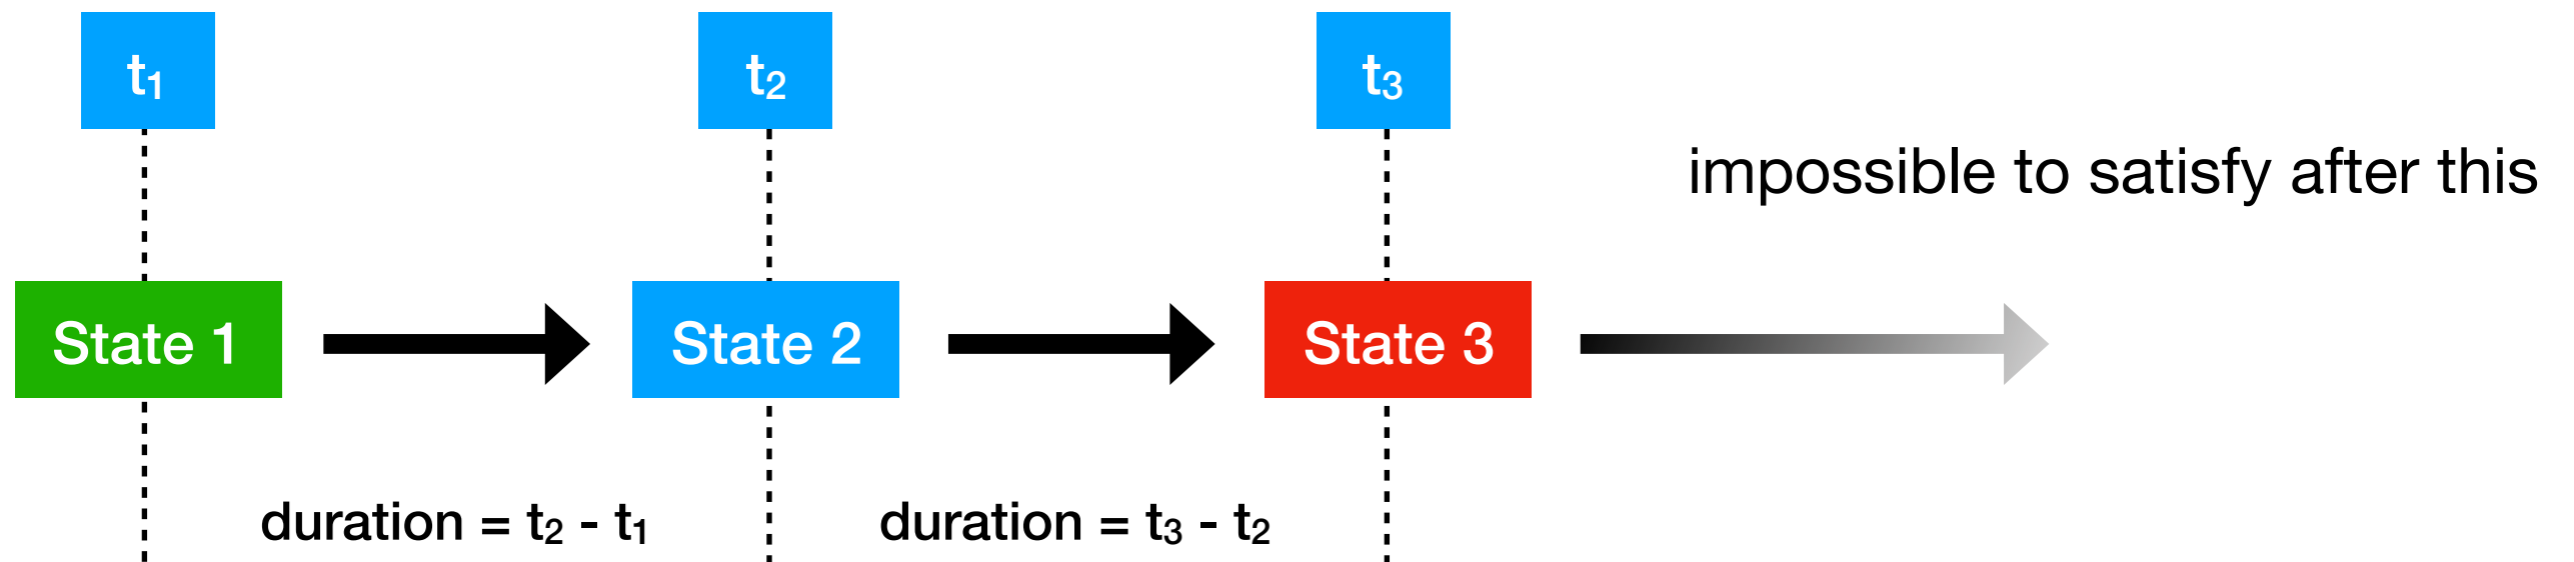 t₁
t₂
t₃
impossible to satisfy after this
State 1
State 2
State 3
duration = t₂ - t₁
duration = t₃ - t₂